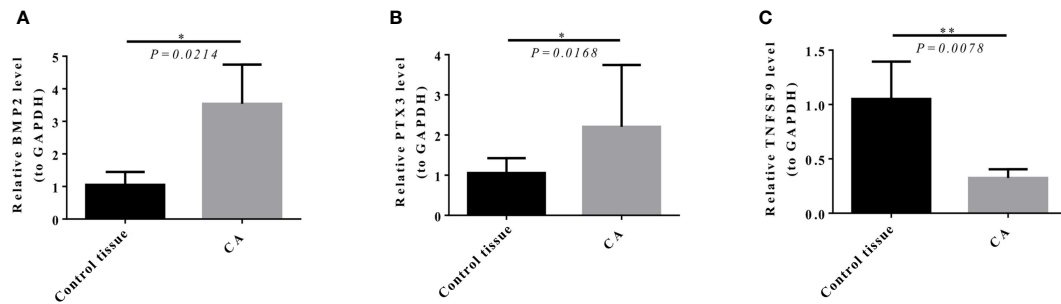 A
*
P=0.0214
Relative BMP2 level
(to GAPDH)
5
4
3
2
1
0
Control tissue
CA
B
*
P=0.0168
Relative PTX3 level
(to GAPDH)
4
3
2
1
0
Control tissue
CA
C
**
P=0.0078
Relative TNFSF9 level
(to GAPDH)
1.5
1.0
0.5
0.0
Control tissue
CA